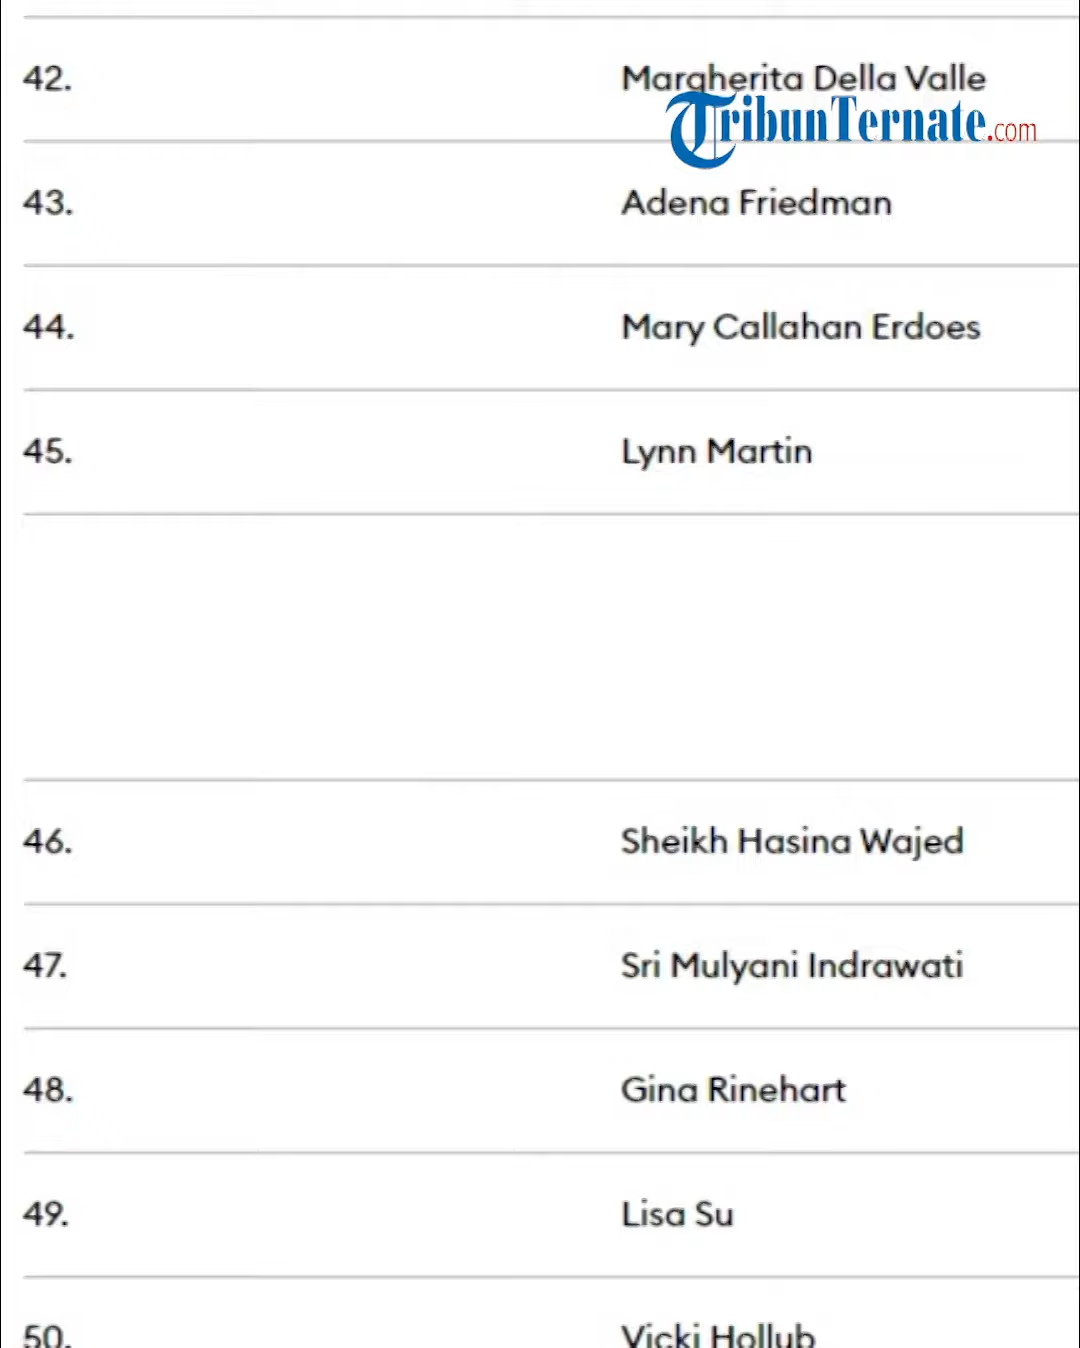 42. Margherita Della Valle
TribunTernate.com
43. Adena Friedman
44. Mary Callahan Erdoes
45. Lynn Martin
46. Sheikh Hasina Wajed
47. Sri Mulyani Indrawati
48. Gina Rinehart
49. Lisa Su
50. Vicki Hollub